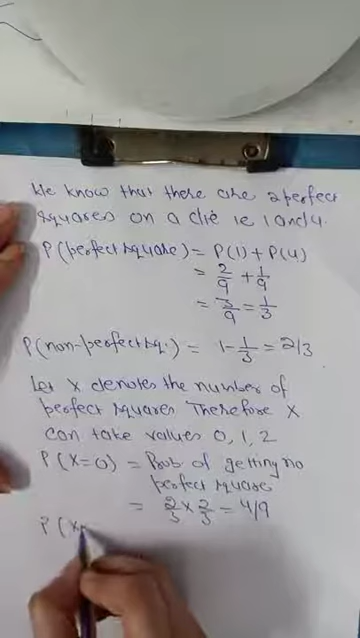 We know that there are 2 perfect
squares on a die ie 1 and 4.
P(perfect square) = P(1) + P(4)
= 2/9 + 1/9
= 3/9 = 1/3
P(non-perfect sq.) = 1 - 1/3 = 2/3
Let X denotes the number of
perfect squares Therefore X
can take values 0, 1, 2
P(X=0) = Prob of getting no
perfect square
= 2/3 × 2/3 = 4/9
P(X=